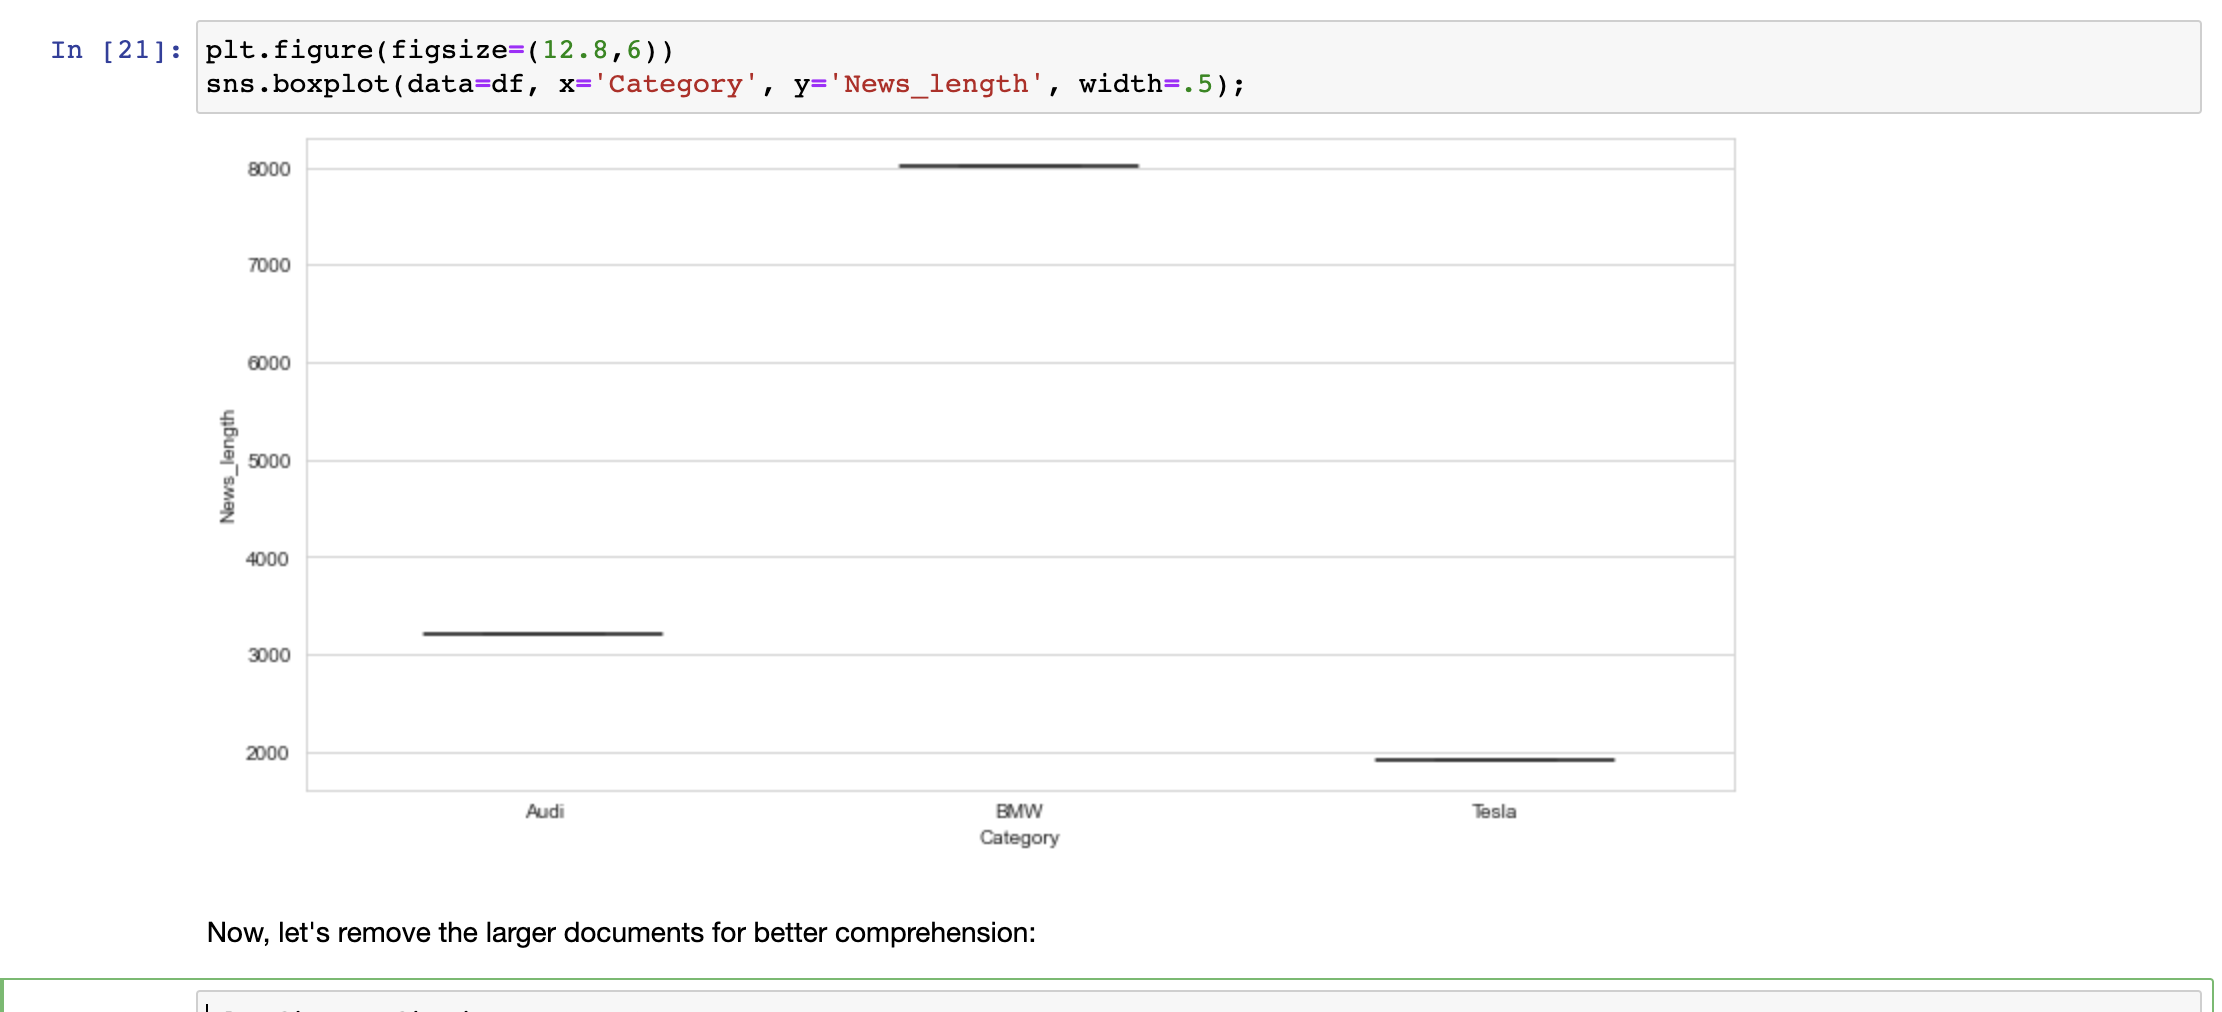 In [21]: plt.figure(figsize=(12.8,6))
sns.boxplot(data=df, x='Category', y='News_length', width=.5);
8000
7000
6000
5000
4000
3000
2000
News_length
Audi BMW Tesla
Category
Now, let's remove the larger documents for better comprehension: